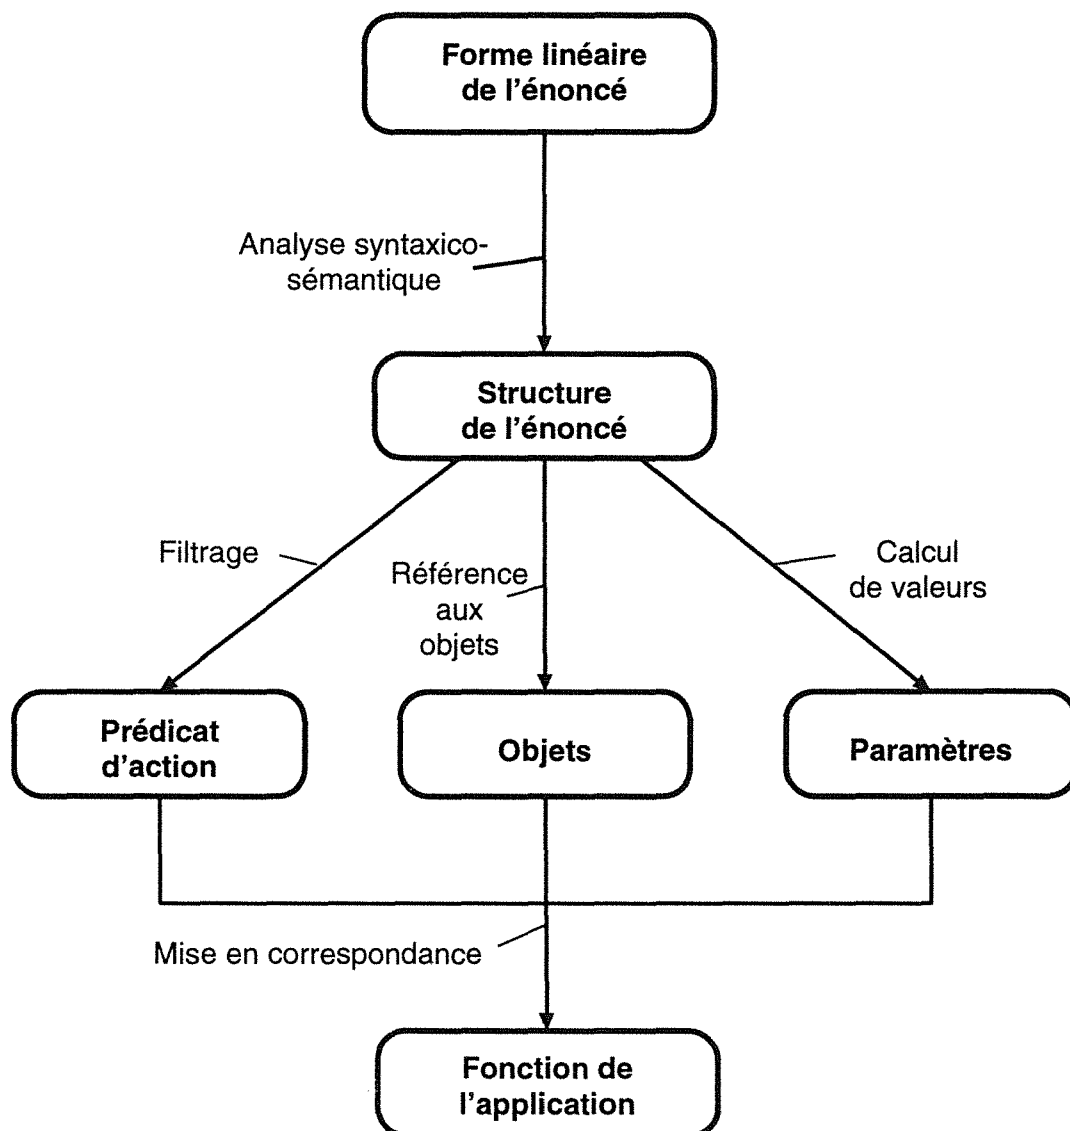 Forme linéaire
de l'énoncé
Analyse syntaxico-
sémantique
Structure
de l'énoncé
Filtrage
Référence
aux
objets
Calcul
de valeurs
Prédicat
d'action
Objets
Paramètres
Mise en correspondance
Fonction de
l'application